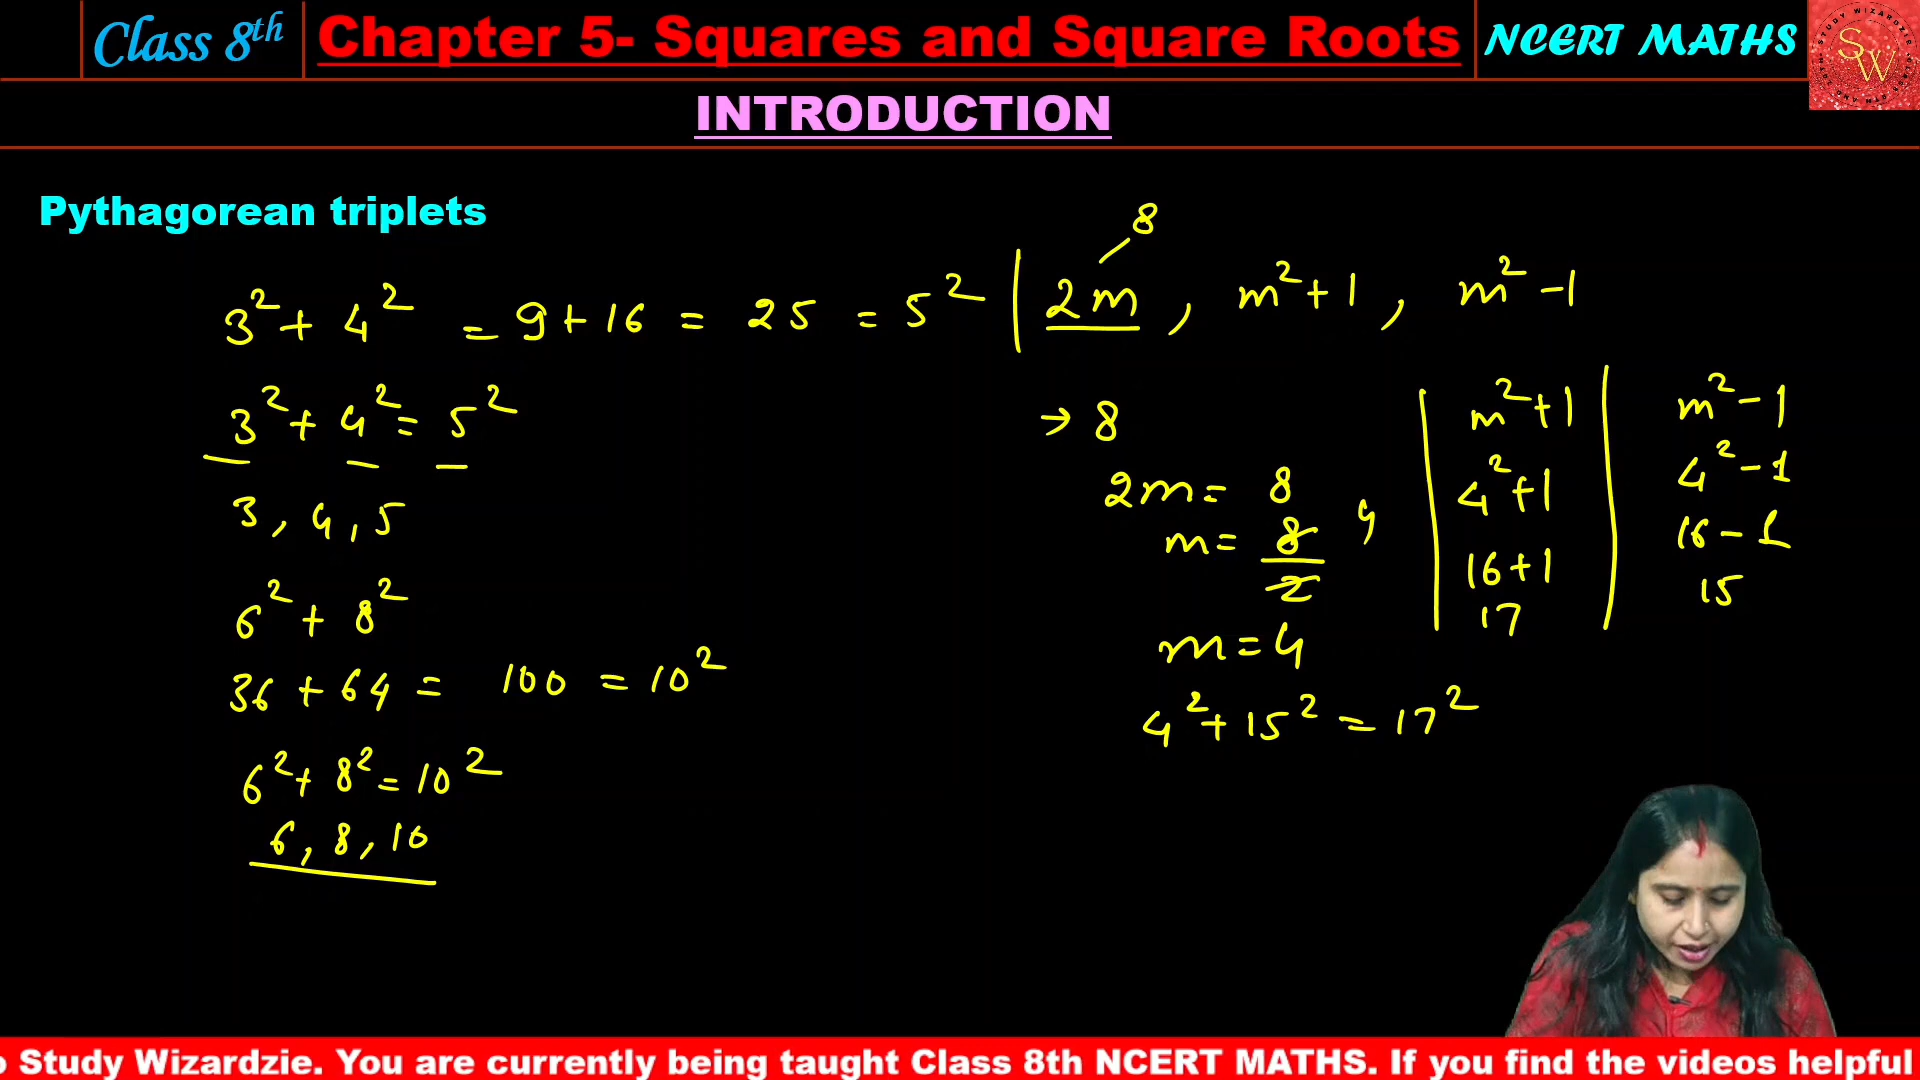 Class 8th
Chapter 5- Squares and Square Roots
NCERT MATHS
SW
INTRODUCTION
Pythagorean triplets
3² + 4² = 9 + 16 = 25 = 5²
3² + 4² = 5²
3, 4, 5
6² + 8²
36 + 64 = 100 = 10²
6² + 8² = 10²
6, 8, 10
8
2m, m²+1, m²-1
→ 8
2m = 8
m = 8/2 4
m = 4
m²+1
4²+1
16+1
17
m²-1
4²-1
16-1
15
4² + 15² = 17²
Study Wizardzie. You are currently being taught Class 8th NCERT MATHS. If you find the videos helpful